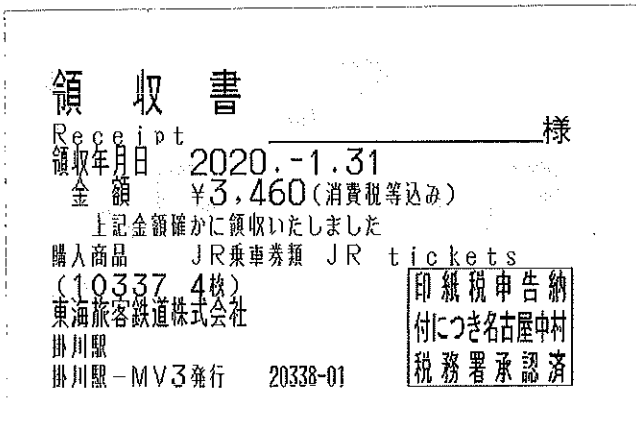 領収書
Receipt 様
領収年月日 2020.-1.31
金額 ¥3,460(消費税等込み)
上記金額確かに領収いたしました
購入商品 JR乗車券類 JR tickets
(10337 4枚)
東海旅客鉄道株式会社
掛川駅
掛川駅-MV3発行 20338-01
印紙税申告納
付につき名古屋中村
税務署承認済